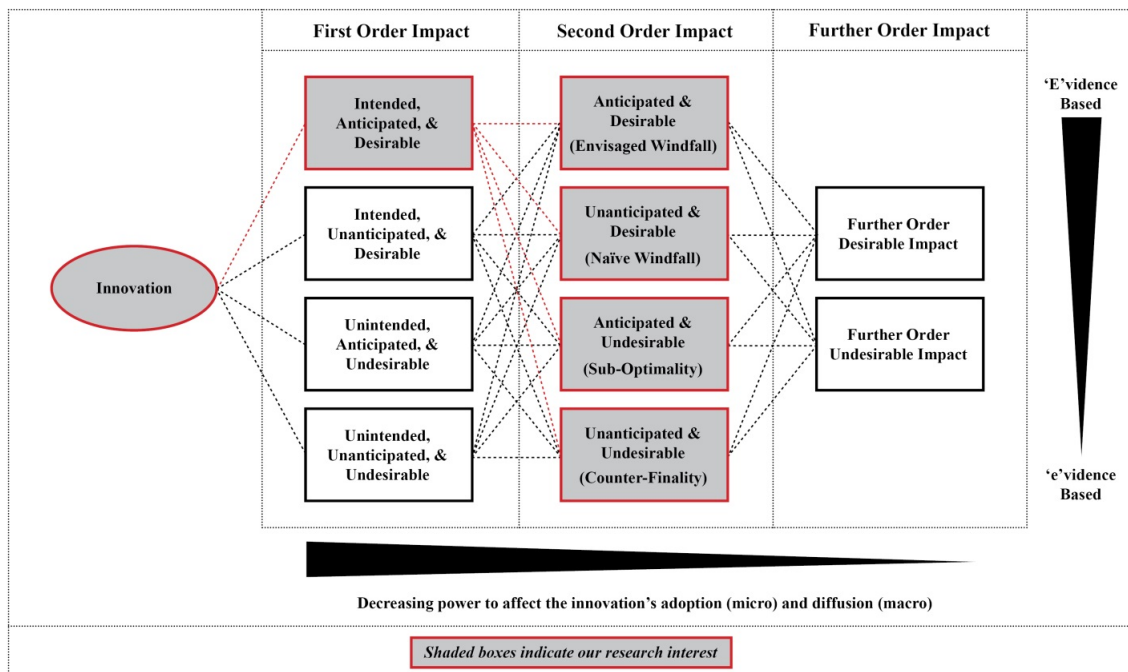 First Order Impact
Second Order Impact
Further Order Impact
Innovation
Intended,
Anticipated, &
Desirable
Intended,
Unanticipated, &
Desirable
Unintended,
Anticipated, &
Undesirable
Unintended,
Unanticipated, &
Undesirable
Anticipated &
Desirable
(Envisaged Windfall)
Unanticipated &
Desirable
(Naïve Windfall)
Anticipated &
Undesirable
(Sub-Optimality)
Unanticipated &
Undesirable
(Counter-Finality)
Further Order
Desirable Impact
Further Order
Undesirable Impact
‘E’vidence
Based
‘e’vidence
Based
Decreasing power to affect the innovation’s adoption (micro) and diffusion (macro)
Shaded boxes indicate our research interest